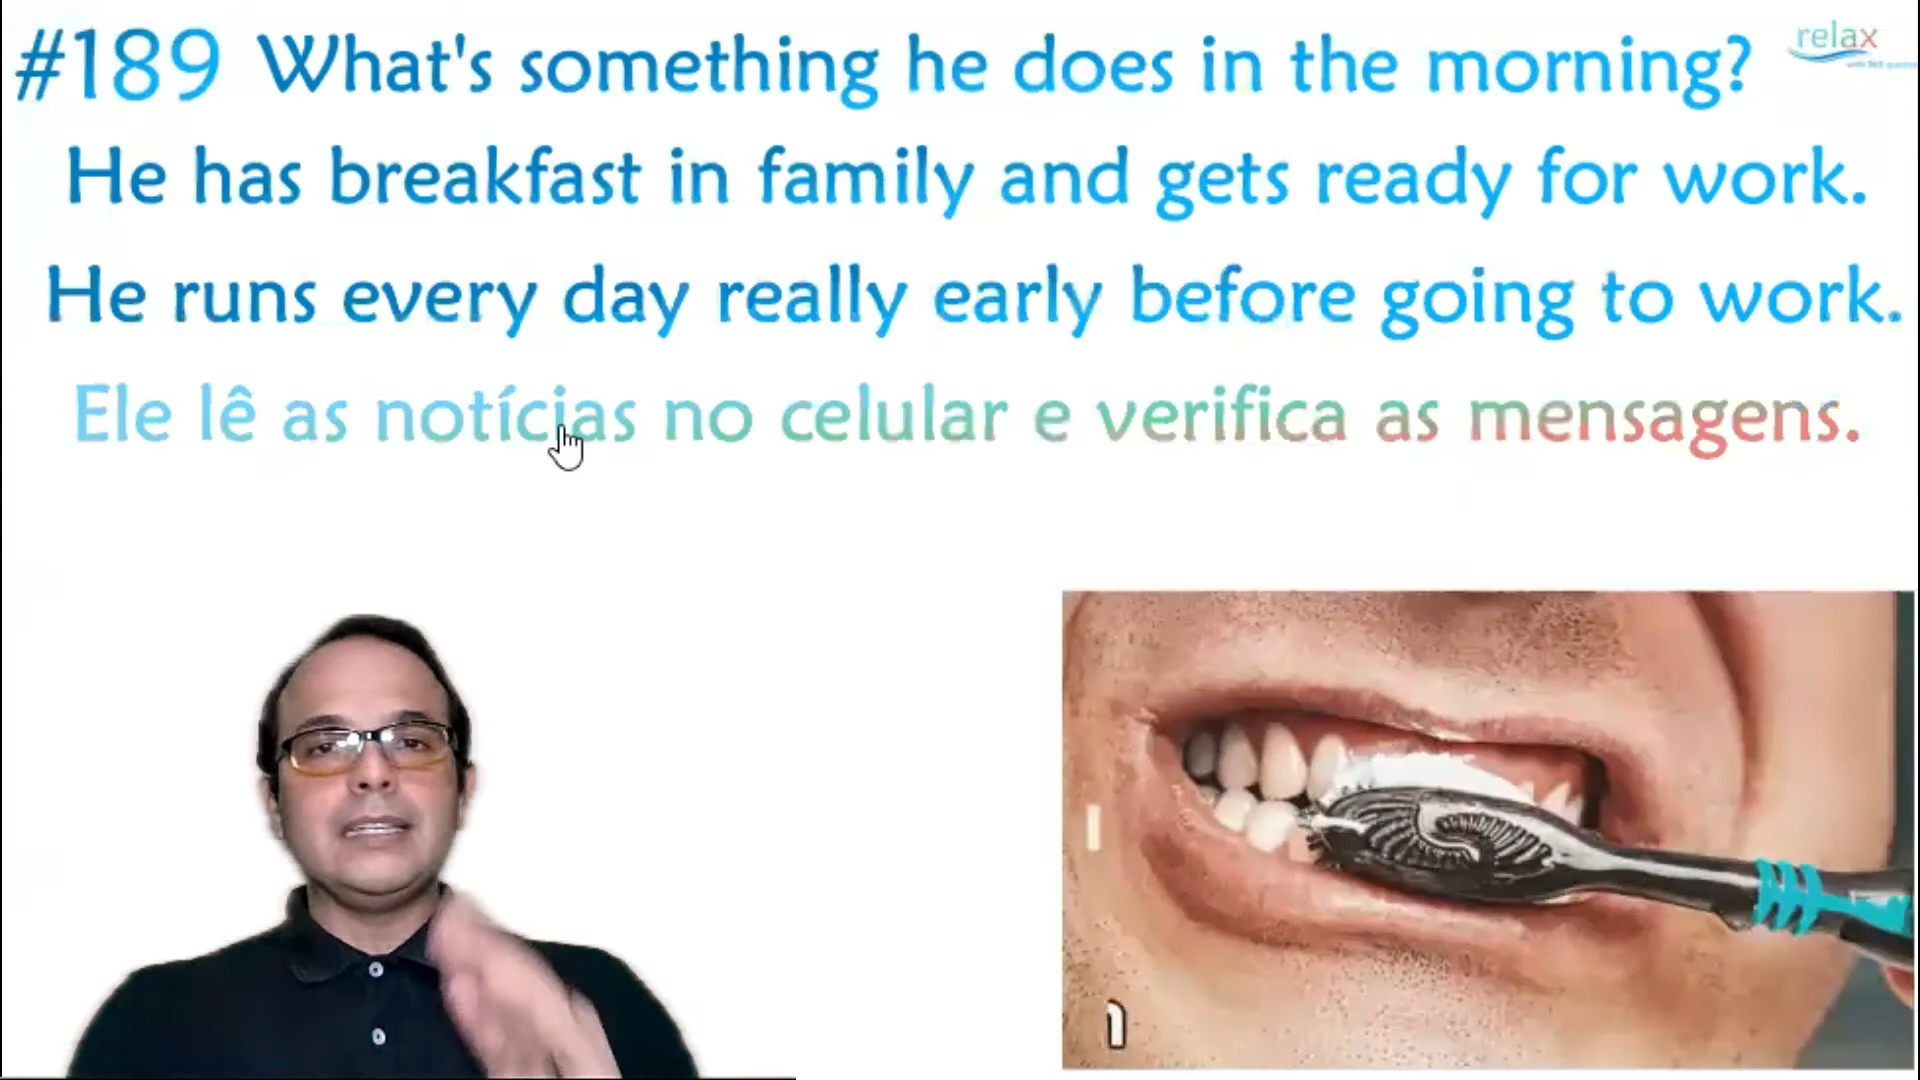 #189 What's something he does in the morning?
relax
He has breakfast in family and gets ready for work.
He runs every day really early before going to work.
Ele lê as notícias no celular e verifica as mensagens.